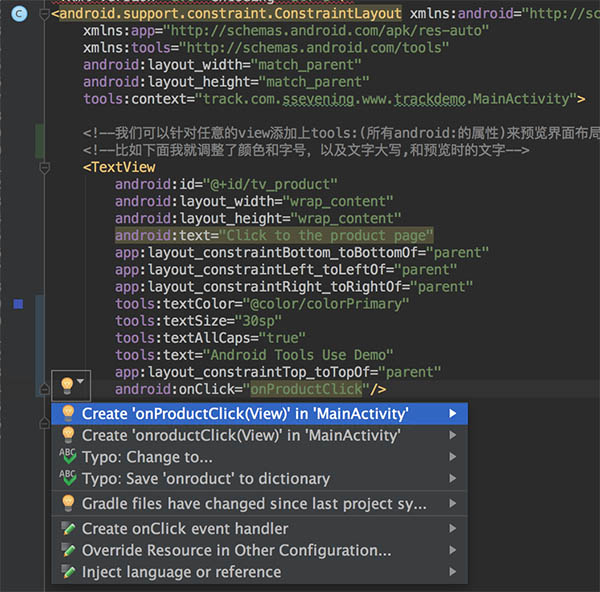 C
<android.support.constraint.ConstraintLayout xmlns:android="http://sc
xmlns:app="http://schemas.android.com/apk/res-auto"
xmlns:tools="http://schemas.android.com/tools"
android:layout_width="match_parent"
android:layout_height="match_parent"
tools:context="track.com.ssevening.www.trackdemo.MainActivity">
<!--我们可以针对任意的view添加上tools:(所有android:的属性)来预览界面布局
<!--比如下面我就调整了颜色和字号，以及文字大写,和预览时的文字-->
<TextView
android:id="@+id/tv_product"
android:layout_width="wrap_content"
android:layout_height="wrap_content"
android:text="Click to the product page"
app:layout_constraintBottom_toBottomOf="parent"
app:layout_constraintLeft_toLeftOf="parent"
app:layout_constraintRight_toRightOf="parent"
tools:textColor="@color/colorPrimary"
tools:textSize="30sp"
tools:textAllCaps="true"
tools:text="Android Tools Use Demo"
app:layout_constraintTop_toTopOf="parent"
android:onClick="onProductClick"/>
Create 'onProductClick(View)' in 'MainActivity'
Create 'onroductClick(View)' in 'MainActivity'
ABC Typo: Change to...
ABC Typo: Save 'onroduct' to dictionary
Gradle files have changed since last project sy...
Create onClick event handler
Override Resource in Other Configuration...
Inject language or reference